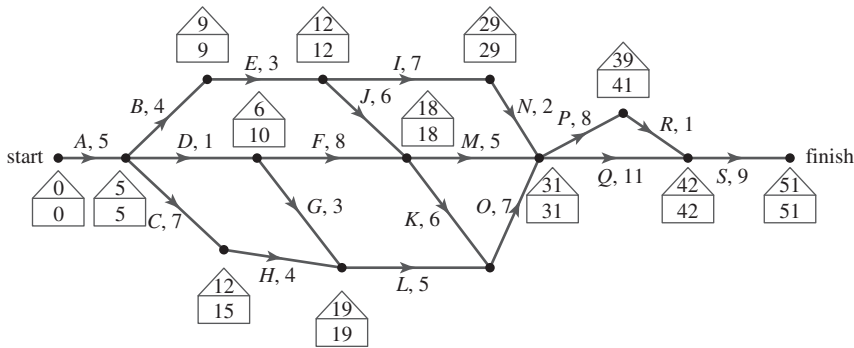 9
9
E, 3
12
12
I, 7
29
29
B, 4
J, 6
N, 2
39
41
P, 8
R, 1
start
A, 5
D, 1
6
10
F, 8
18
18
M, 5
Q, 11
S, 9
finish
0
0
5
5
C, 7
G, 3
K, 6
O, 7
31
31
42
42
51
51
H, 4
L, 5
12
15
19
19